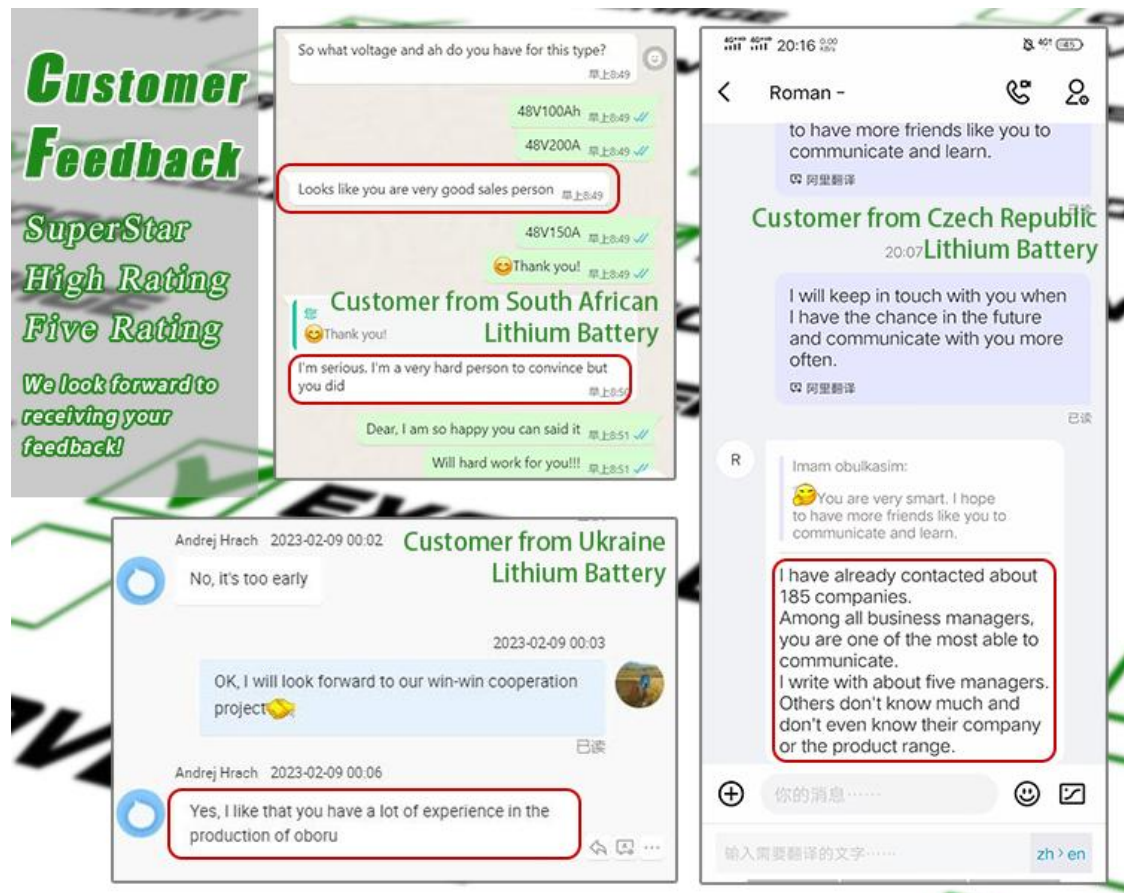 Customer
Feedback
SuperStar
High Rating
Five Rating
We look forward to
receiving your
feedback!
So what voltage and ah do you have for this type?
早上8:49
48V100Ah 早上8:49
48V200A 早上8:49
Looks like you are very good sales person 早上8:49
48V150A 早上8:49
😊Thank you! 早上8:49
Customer from South African
Lithium Battery
您
😊Thank you!
I'm serious. I'm a very hard person to convince but
you did
早上8:50
Dear, I am so happy you can said it 早上8:51
Will hard work for you!!! 早上8:51
Andrej Hrach 2023-02-09 00:02
Customer from Ukraine
Lithium Battery
No, it's too early
2023-02-09 00:03
OK, I will look forward to our win-win cooperation
project🤝
已读
Andrej Hrach 2023-02-09 00:06
Yes, I like that you have a lot of experience in the
production of oboru
20:16
45
Roman -
to have more friends like you to
communicate and learn.
阿里翻译
已读
Customer from Czech Republic
20:07
Lithium Battery
I will keep in touch with you when
I have the chance in the future
and communicate with you more
often.
阿里翻译
已读
R
Imam obulkasim:
🤗You are very smart. I hope
to have more friends like you to
communicate and learn.
I have already contacted about
185 companies.
Among all business managers,
you are one of the most able to
communicate.
I write with about five managers.
Others don't know much and
don't even know their company
or the product range.
你的消息……
输入需要翻译的文字……
zh > en